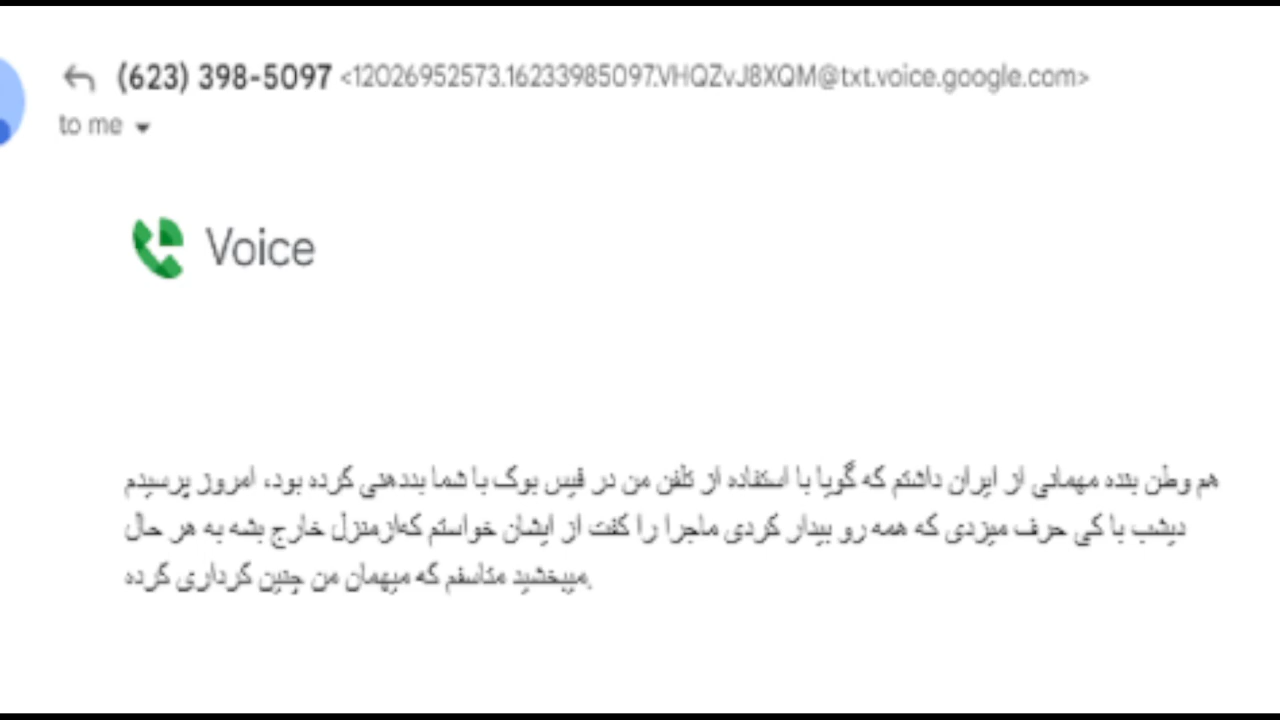 (623) 398-5097 <12026952573.16233985097.VHQZvJ8XQM@txt.voice.google.com>
to me
Voice
هم وطن بنده مهمانی از ایران داشتم که گویا با استفاده از تلفن من در فیس بوک با شما بددهنی کرده بود، امروز پرسیدم
دیشب با کی حرف میزدی که همه رو بیدار کردی ماجرا را گفت از ایشان خواستم که‌ازمنزل خارج بشه به هر حال
میبخشید متاسفم که میهمان من چنین کرداری کرده.